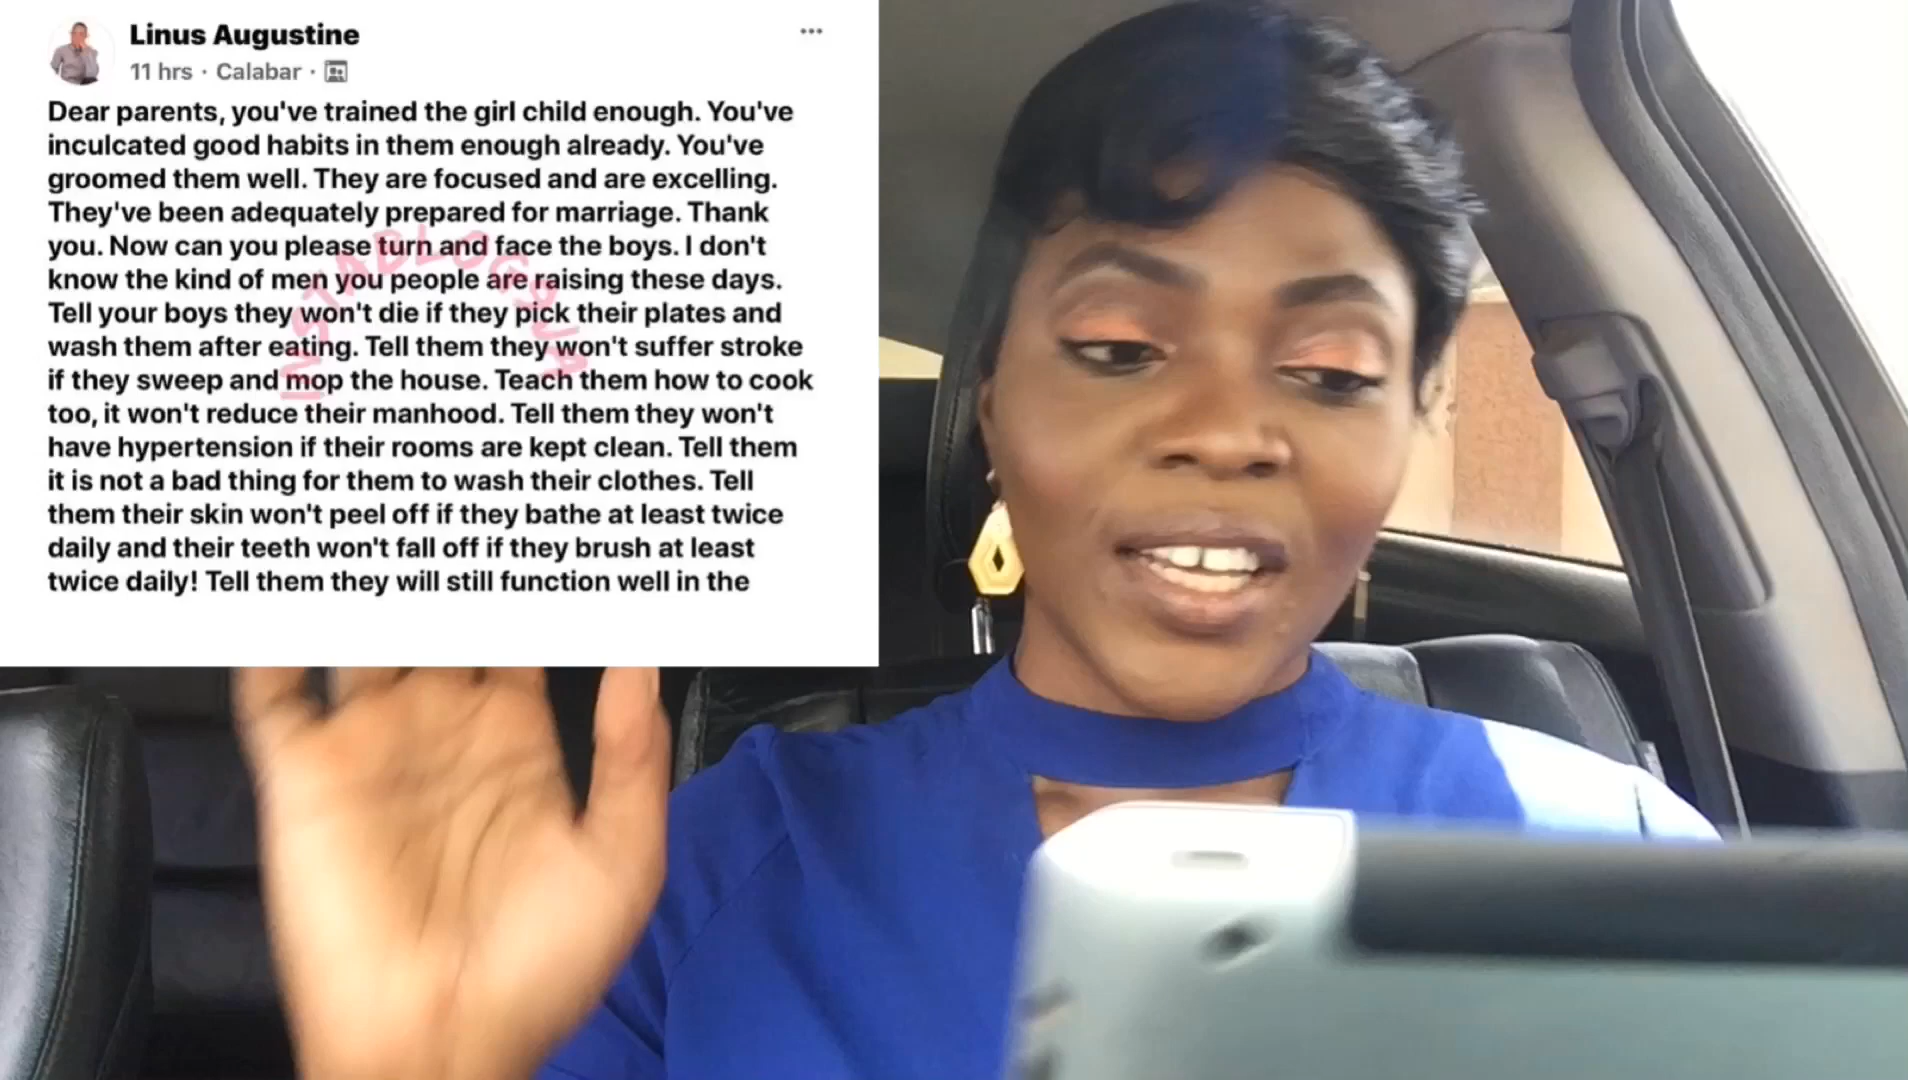 Linus Augustine
11 hrs · Calabar ·
Dear parents, you've trained the girl child enough. You've
inculcated good habits in them enough already. You've
groomed them well. They are focused and are excelling.
They've been adequately prepared for marriage. Thank
you. Now can you please turn and face the boys. I don't
know the kind of men you people are raising these days.
Tell your boys they won't die if they pick their plates and
wash them after eating. Tell them they won't suffer stroke
if they sweep and mop the house. Teach them how to cook
too, it won't reduce their manhood. Tell them they won't
have hypertension if their rooms are kept clean. Tell them
it is not a bad thing for them to wash their clothes. Tell
them their skin won't peel off if they bathe at least twice
daily and their teeth won't fall off if they brush at least
twice daily! Tell them they will still function well in the
INSTABLOG9JA